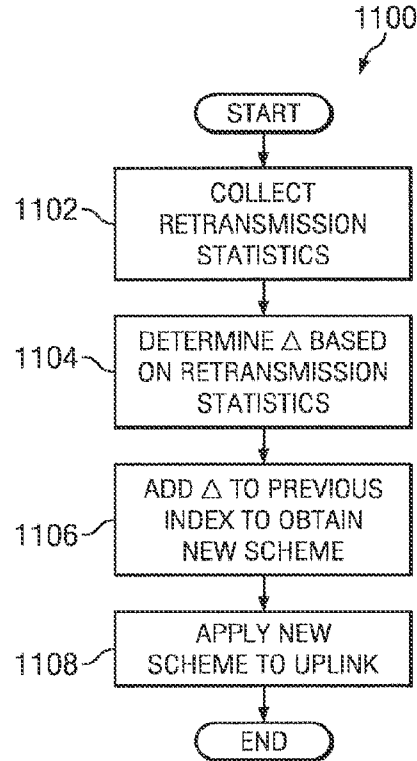 1100
START
1102
COLLECT
RETRANSMISSION
STATISTICS
1104
DETERMINE △ BASED
ON RETRANSMISSION
STATISTICS
1106
ADD △ TO PREVIOUS
INDEX TO OBTAIN
NEW SCHEME
1108
APPLY NEW
SCHEME TO UPLINK
END